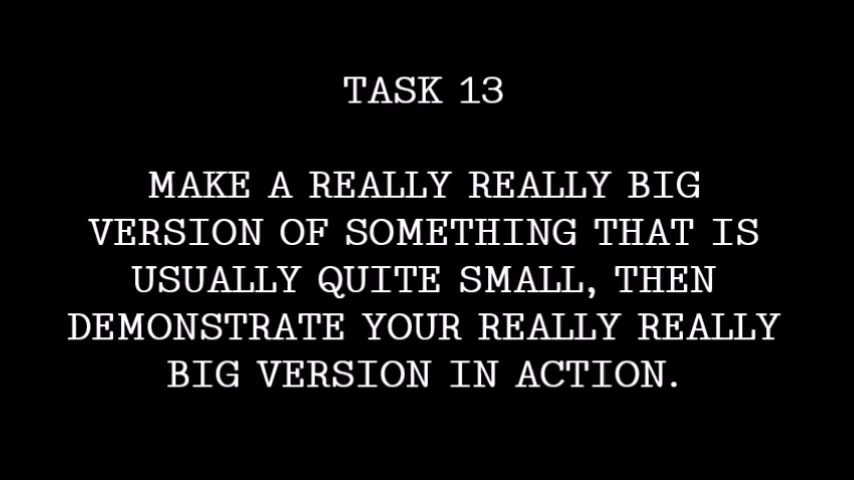 TASK 13
MAKE A REALLY REALLY BIG
VERSION OF SOMETHING THAT IS
USUALLY QUITE SMALL, THEN
DEMONSTRATE YOUR REALLY REALLY
BIG VERSION IN ACTION.